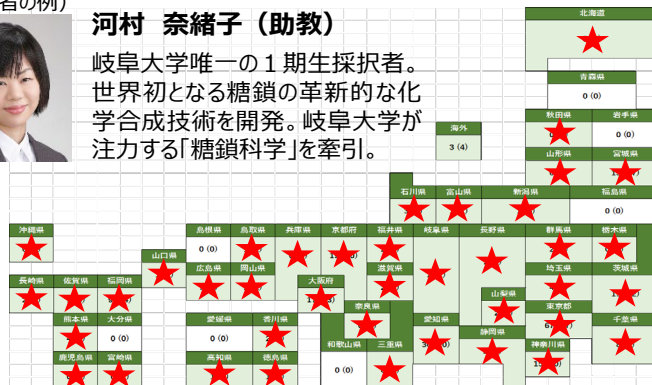 者の例）
河村 奈緒子（助教）
岐阜大学唯一の１期生採択者。
世界初となる糖鎖の革新的な化
学合成技術を開発。岐阜大学が
注力する「糖鎖科学」を牽引。
北海道
青森県
0 (0)
海外
3 (4)
秋田県 岩手県
0 (0)
山形県 宮城県
石川県 富山県 新潟県 福島県
0 (0)
沖縄県 島根県 鳥取県 兵庫県 京都府 福井県 岐阜県 長野県 群馬県 栃木県
0 (0)
山口県
広島県 岡山県 滋賀県 埼玉県 茨城県
長崎県 佐賀県 福岡県 大阪府
山梨県
奈良県 東京都
熊本県 大分県 愛媛県 香川県 愛知県 千葉県
0 (0) 0 (0)
静岡県
和歌山県 三重県 神奈川県
0 (0)
鹿児島県 宮崎県 高知県 徳島県